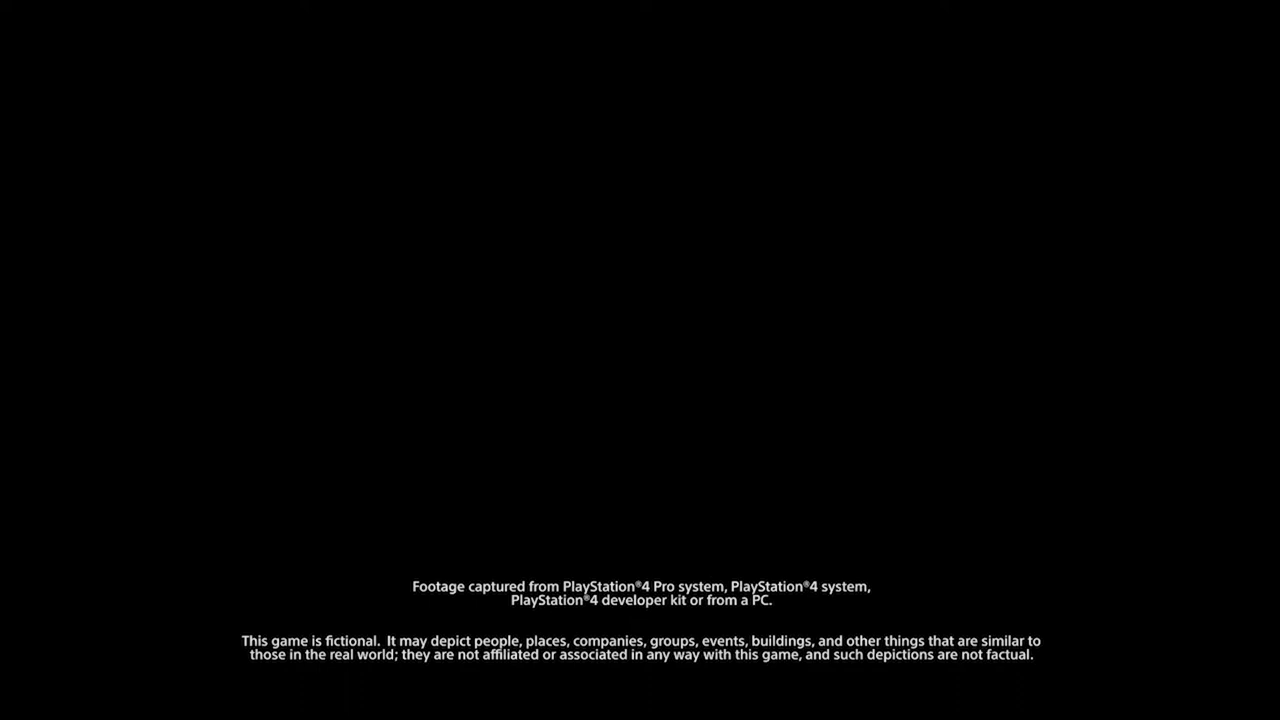 Footage captured from PlayStation®4 Pro system, PlayStation®4 system,
PlayStation®4 developer kit or from a PC.
This game is fictional.  It may depict people, places, companies, groups, events, buildings, and other things that are similar to
those in the real world; they are not affiliated or associated in any way with this game, and such depictions are not factual.